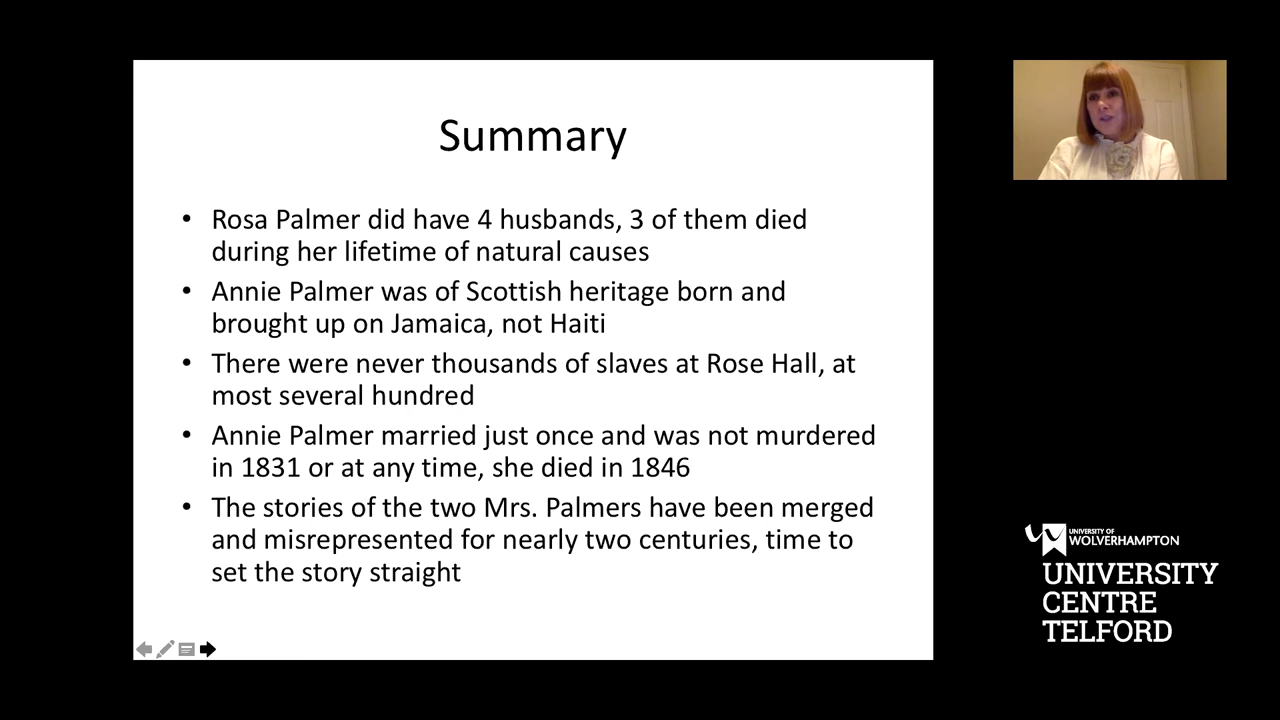 Summary
• Rosa Palmer did have 4 husbands, 3 of them died
during her lifetime of natural causes
• Annie Palmer was of Scottish heritage born and
brought up on Jamaica, not Haiti
• There were never thousands of slaves at Rose Hall, at
most several hundred
• Annie Palmer married just once and was not murdered
in 1831 or at any time, she died in 1846
• The stories of the two Mrs. Palmers have been merged
and misrepresented for nearly two centuries, time to
set the story straight
UNIVERSITY OF
WOLVERHAMPTON
UNIVERSITY
CENTRE
TELFORD